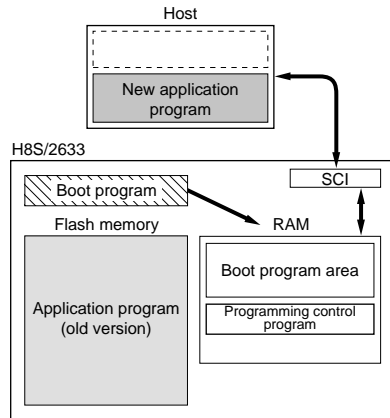 Host
New application
program
H8S/2633
SCI
Boot program
Flash memory
RAM
Application program
(old version)
Boot program area
Programming control
program